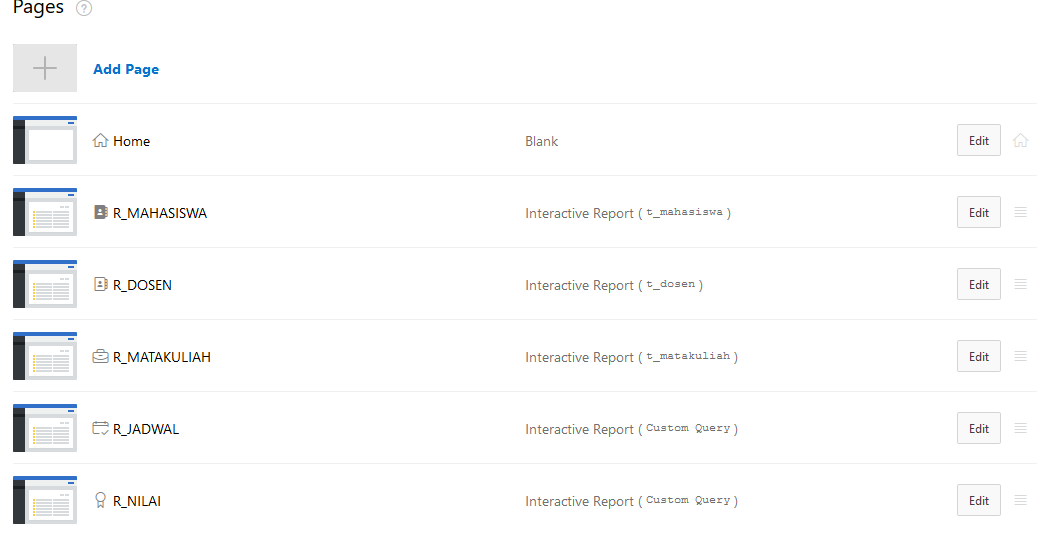 Pages ?
Add Page
Home Blank Edit
R_MAHASISWA Interactive Report ( t_mahasiswa ) Edit
R_DOSEN Interactive Report ( t_dosen ) Edit
R_MATAKULIAH Interactive Report ( t_matakuliah ) Edit
R_JADWAL Interactive Report ( Custom Query ) Edit
R_NILAI Interactive Report ( Custom Query ) Edit